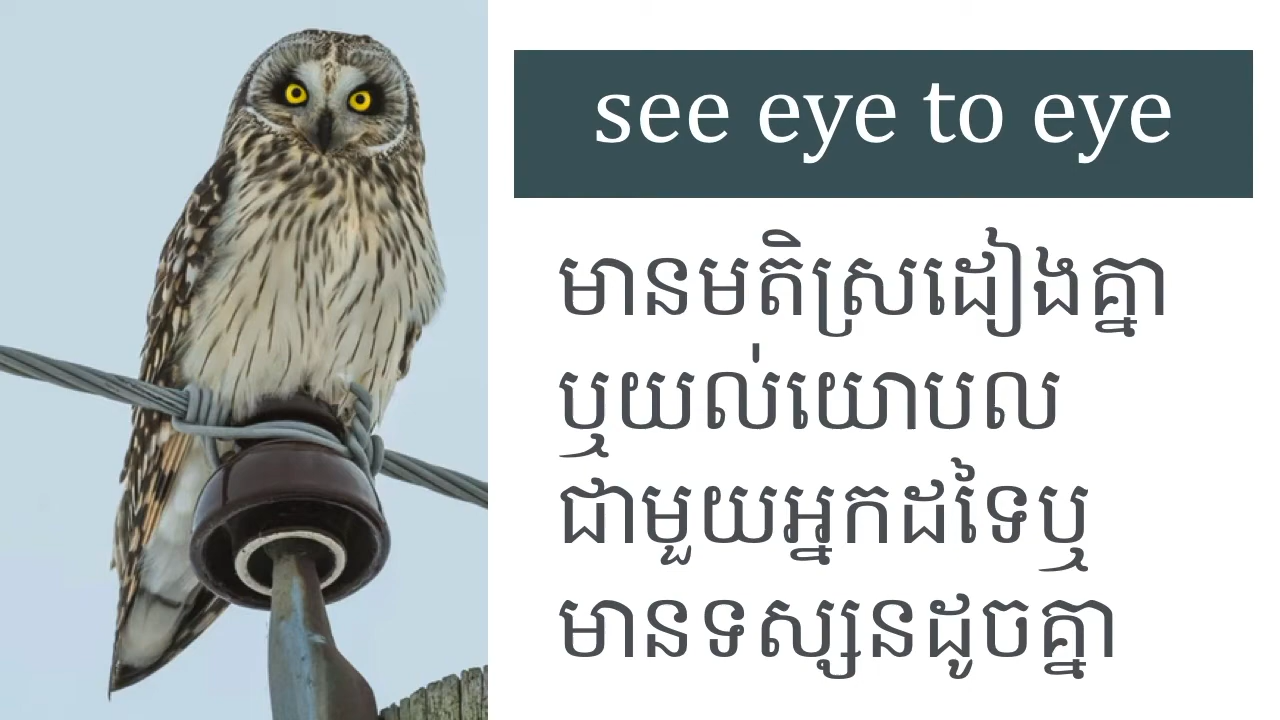 see eye to eye
មានមតិស្រដៀងគ្នា
ឬយល់យោបល
ជាមួយអ្នកដទៃឬ
មានទស្សនដូចគ្នា